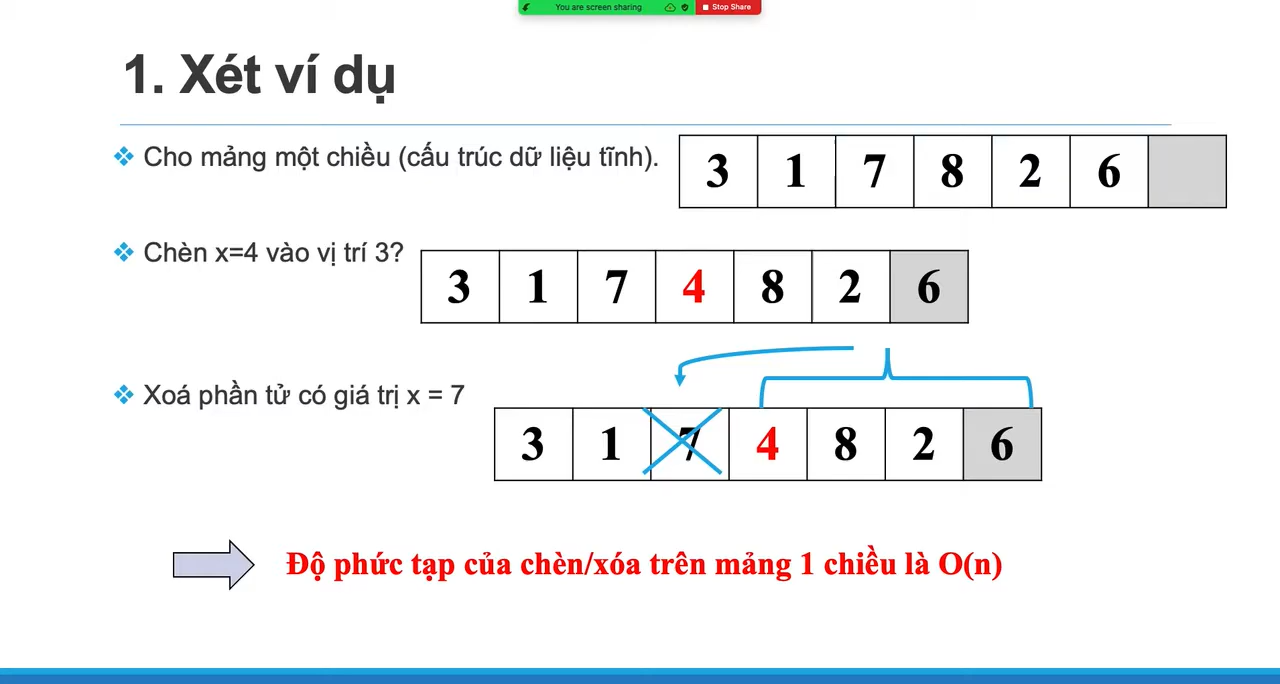 You are screen sharing Stop Share
1. Xét ví dụ
Cho mảng một chiều (cấu trúc dữ liệu tĩnh).
3 1 7 8 2 6
Chèn x=4 vào vị trí 3?
3 1 7 4 8 2 6
Xoá phần tử có giá trị x = 7
3 1 7 4 8 2 6
Độ phức tạp của chèn/xóa trên mảng 1 chiều là O(n)